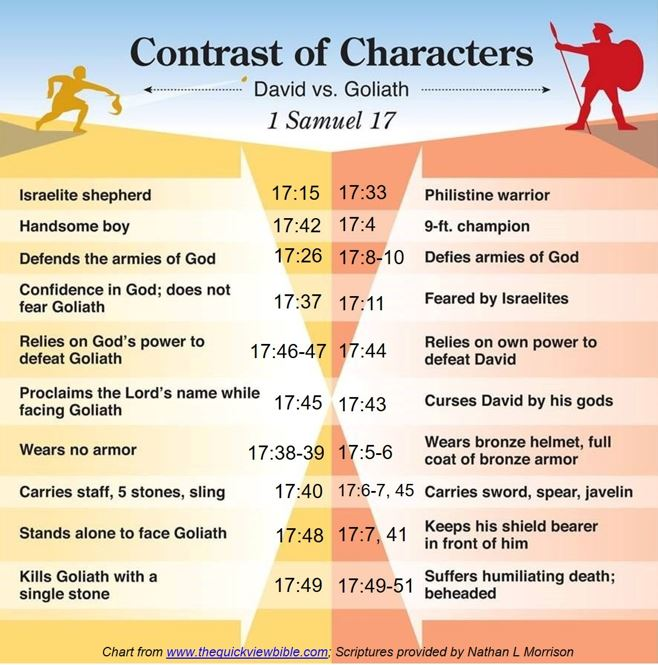 Contrast of Characters
David vs. Goliath
1 Samuel 17
Israelite shepherd 17:15 17:33 Philistine warrior
Handsome boy 17:42 17:4 9-ft. champion
Defends the armies of God 17:26 17:8-10 Defies armies of God
Confidence in God; does not
fear Goliath 17:37 17:11 Feared by Israelites
Relies on God's power to
defeat Goliath 17:46-47 17:44 Relies on own power to
defeat David
Proclaims the Lord's name while
facing Goliath 17:45 17:43 Curses David by his gods
Wears no armor 17:38-39 17:5-6 Wears bronze helmet, full
coat of bronze armor
Carries staff, 5 stones, sling 17:40 17:6-7, 45 Carries sword, spear, javelin
Stands alone to face Goliath 17:48 17:7, 41 Keeps his shield bearer
in front of him
Kills Goliath with a
single stone 17:49 17:49-51 Suffers humiliating death;
beheaded
Chart from www.thequickviewbible.com; Scriptures provided by Nathan L Morrison